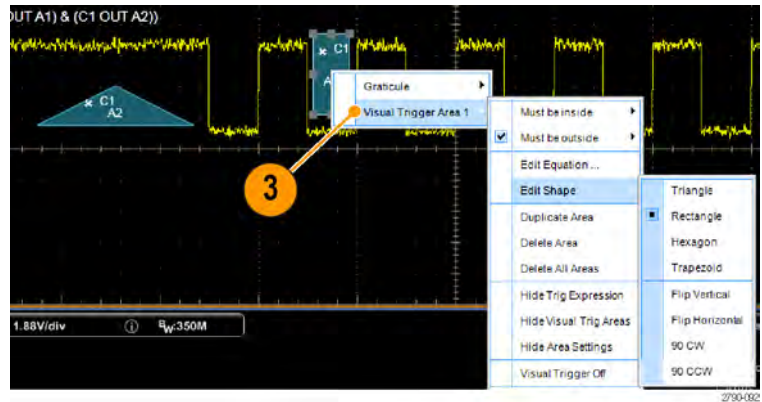 OUT A1) & (C1 OUT A2))
C1
A
C1
A2
Graticule
Visual Trigger Area 1
3
Must be inside
Must be outside
Edit Equation ...
Edit Shape
Duplicate Area
Delete Area
Delete All Areas
Hide Trig Expression
Hide Visual Trig Areas
Hide Area Settings
Visual Trigger Off
Triangle
Rectangle
Hexagon
Trapezoid
Flip Vertical
Flip Horizontal
90 CW
90 CCW
1.88V/div
BW:350M